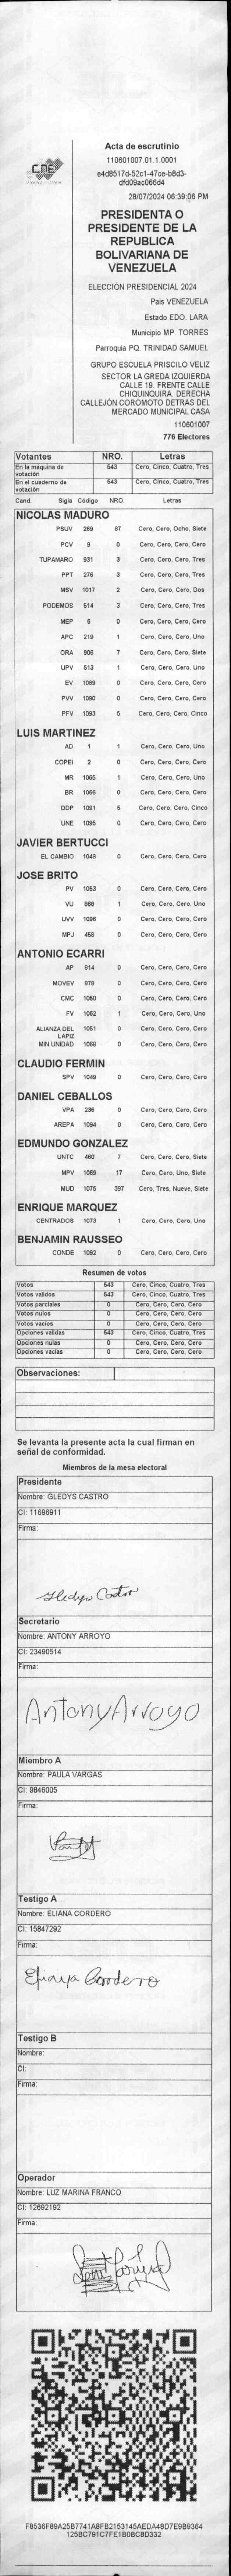 CNE
Acta de escrutinio
110601007.01.1.0001
e4d8517d-52c1-47ce-b8d3-
dfd09ac066d4
28/07/2024 06:39:06 PM
PRESIDENTA O
PRESIDENTE DE LA
REPUBLICA
BOLIVARIANA DE
VENEZUELA
ELECCIÓN PRESIDENCIAL 2024
Pais VENEZUELA
Estado EDO. LARA
Municipio MP. TORRES
Parroquia PQ. TRINIDAD SAMUEL
GRUPO ESCUELA PRISCILO VELIZ
SECTOR LA GREDA IZQUIERDA
CALLE 19. FRENTE CALLE
CHIQUINQUIRA. DERECHA
CALLEJÓN COROMOTO DETRÁS DEL
MERCADO MUNICIPAL CASA
110601007
776 Electores
Votantes NRO. Letras
En la máquina de votación 543 Cero, Cinco, Cuatro, Tres
En el cuaderno de votación 543 Cero, Cinco, Cuatro, Tres
Cand. Sigla Código NRO. Letras
NICOLAS MADURO
PSUV 269 87 Cero, Cero, Ocho, Siete
PCV 9 0 Cero, Cero, Cero, Cero
TUPAMARO 931 3 Cero, Cero, Cero, Tres
PPT 276 3 Cero, Cero, Cero, Tres
MSV 1017 2 Cero, Cero, Cero, Dos
PODEMOS 514 3 Cero, Cero, Cero, Tres
MEP 6 0 Cero, Cero, Cero, Cero
APC 219 1 Cero, Cero, Cero, Uno
ORA 906 7 Cero, Cero, Cero, Siete
UPV 513 1 Cero, Cero, Cero, Uno
EV 1089 0 Cero, Cero, Cero, Cero
PVV 1090 0 Cero, Cero, Cero, Cero
PFV 1093 5 Cero, Cero, Cero, Cinco
LUIS MARTINEZ
AD 1 1 Cero, Cero, Cero, Uno
COPEI 2 0 Cero, Cero, Cero, Cero
MR 1065 1 Cero, Cero, Cero, Uno
BR 1066 0 Cero, Cero, Cero, Cero
DDP 1091 5 Cero, Cero, Cero, Cinco
UNE 1095 0 Cero, Cero, Cero, Cero
JAVIER BERTUCCI
EL CAMBIO 1048 0 Cero, Cero, Cero, Cero
JOSE BRITO
PV 1053 0 Cero, Cero, Cero, Cero
VU 968 1 Cero, Cero, Cero, Uno
UVV 1096 0 Cero, Cero, Cero, Cero
MPJ 458 0 Cero, Cero, Cero, Cero
ANTONIO ECARRI
AP 814 0 Cero, Cero, Cero, Cero
MOVEV 978 0 Cero, Cero, Cero, Cero
CMC 1050 0 Cero, Cero, Cero, Cero
FV 1062 1 Cero, Cero, Cero, Uno
ALIANZA DEL LAPIZ 1051 0 Cero, Cero, Cero, Cero
MIN UNIDAD 1068 0 Cero, Cero, Cero, Cero
CLAUDIO FERMIN
SPV 1049 0 Cero, Cero, Cero, Cero
DANIEL CEBALLOS
VPA 236 0 Cero, Cero, Cero, Cero
AREPA 1094 0 Cero, Cero, Cero, Cero
EDMUNDO GONZALEZ
UNTC 460 7 Cero, Cero, Cero, Siete
MPV 1069 17 Cero, Cero, Uno, Siete
MUD 1075 397 Cero, Tres, Nueve, Siete
ENRIQUE MARQUEZ
CENTRADOS 1073 1 Cero, Cero, Cero, Uno
BENJAMIN RAUSSEO
CONDE 1092 0 Cero, Cero, Cero, Cero
Resumen de votos
Votos 543 Cero, Cinco, Cuatro, Tres
Votos validos 543 Cero, Cinco, Cuatro, Tres
Votos parciales 0 Cero, Cero, Cero, Cero
Votos nulos 0 Cero, Cero, Cero, Cero
Votos vacios 0 Cero, Cero, Cero, Cero
Opciones validas 543 Cero, Cinco, Cuatro, Tres
Opciones nulas 0 Cero, Cero, Cero, Cero
Opciones vacías 0 Cero, Cero, Cero, Cero
Observaciones:
Se levanta la presente acta la cual firman en
señal de conformidad.
Miembros de la mesa electoral
Presidente
Nombre: GLEDYS CASTRO
CI: 11696911
Firma:
Gledys Castro
Secretario
Nombre: ANTONY ARROYO
CI: 23490514
Firma:
Antony Arroyo
Miembro A
Nombre: PAULA VARGAS
CI: 9846005
Firma:
Testigo A
Nombre: ELIANA CORDERO
CI: 15847292
Firma:
Eliana Cordero
Testigo B
Nombre:
CI:
Firma:
Operador
Nombre: LUZ MARINA FRANCO
CI: 12692192
Firma:
F8536F89A25B7741A8FB2153145AEDA48D7E9B9364
125BC791C7FE1B0BC8D332